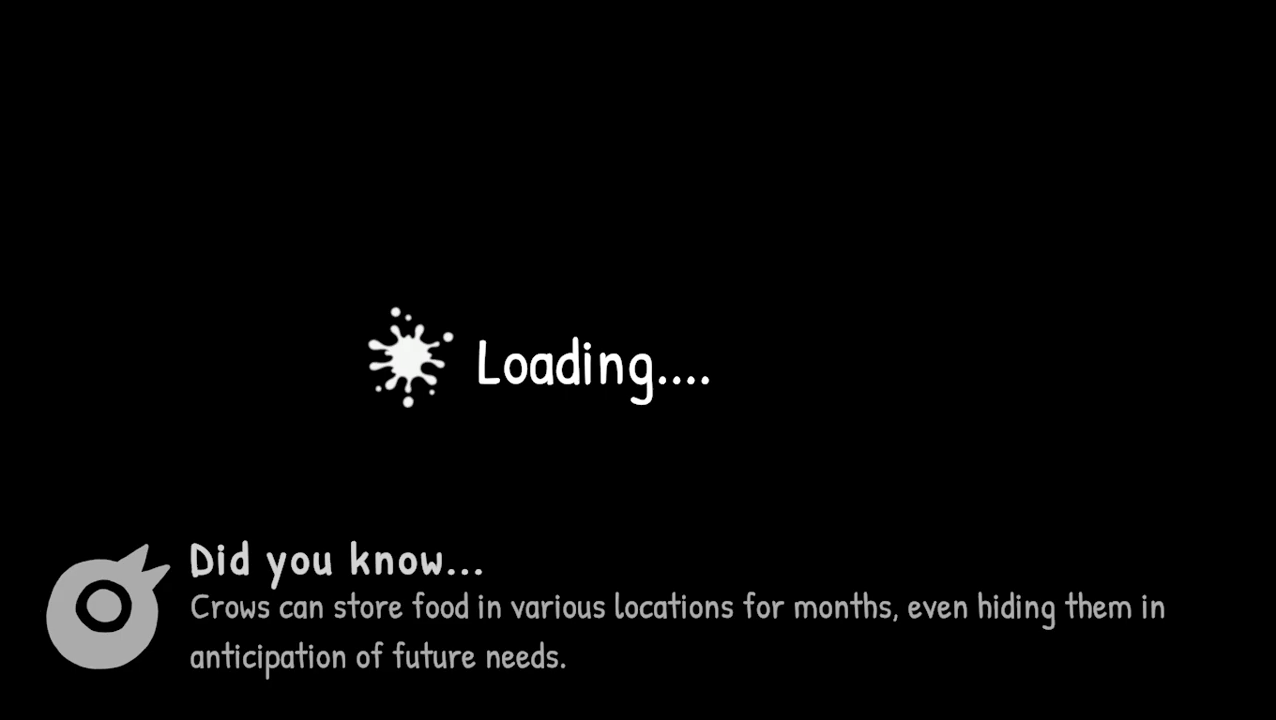 Loading....
Did you know...
Crows can store food in various locations for months, even hiding them in
anticipation of future needs.